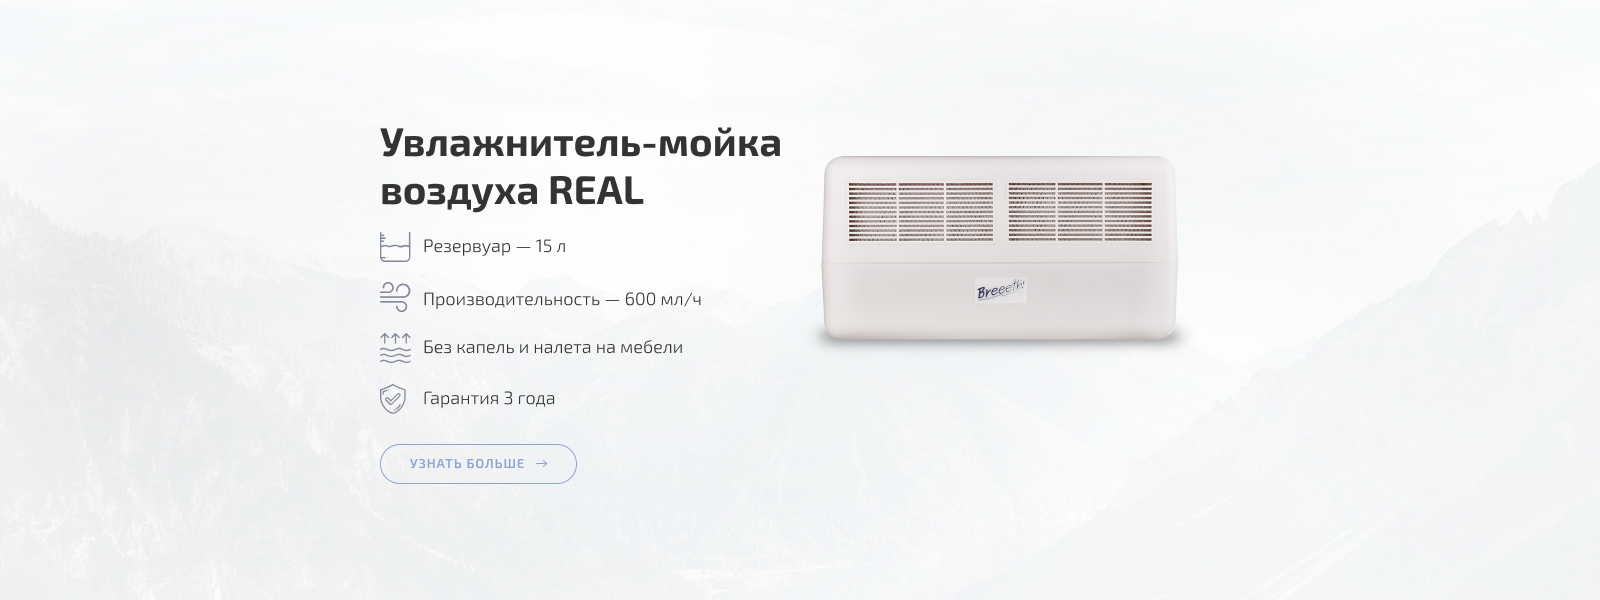 Увлажнитель-мойка
воздуха REAL
Резервуар — 15 л
Производительность — 600 мл/ч
Без капель и налета на мебели
Гарантия 3 года
УЗНАТЬ БОЛЬШЕ →
Breeeth!